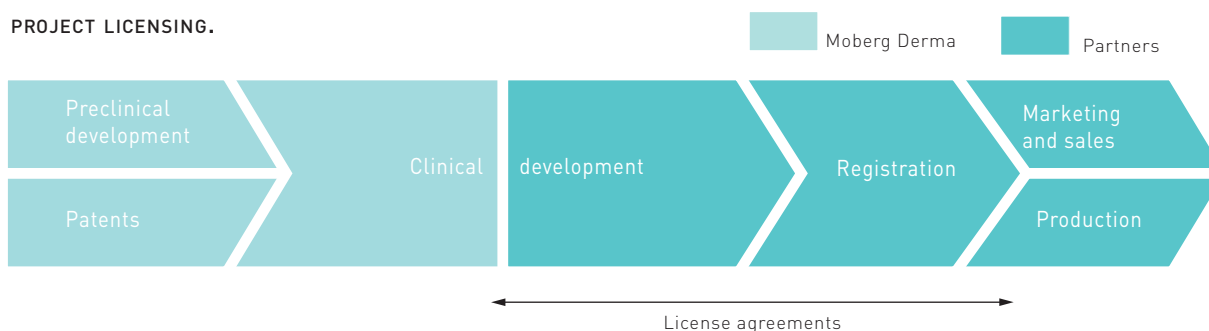 PROJECT LICENSING.
Moberg Derma
Partners
Preclinical
development
Patents
Clinical
development
Registration
Marketing
and sales
Production
License agreements